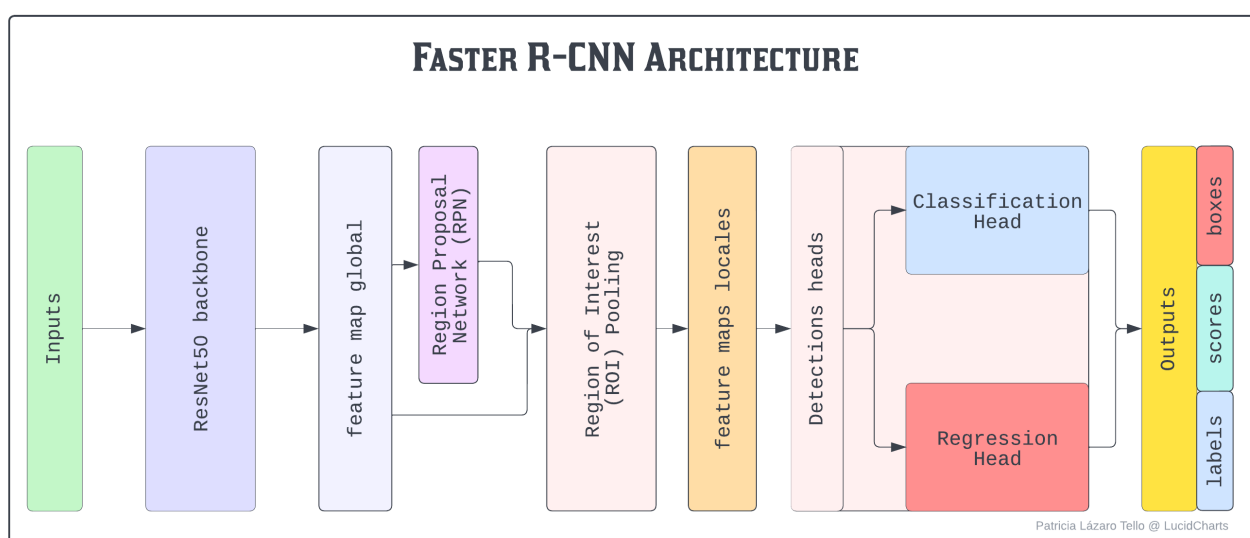 FASTER R-CNN ARCHITECTURE
Inputs
ResNet50 backbone
feature map global
Region Proposal
Network (RPN)
Region of Interest
(ROI) Pooling
feature maps locales
Detections heads
Classification
Head
Regression
Head
Outputs
boxes
scores
labels
Patricia Lázaro Tello @ LucidCharts